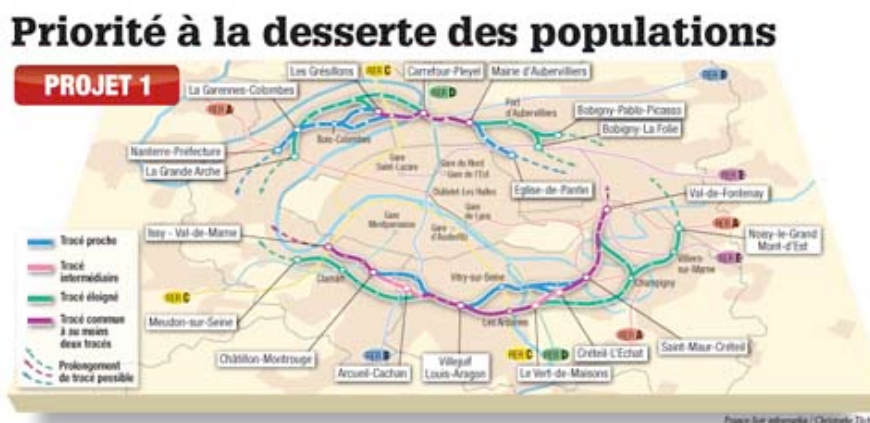 Priorité à la desserte des populations
PROJET 1
Les Grésillons
RER C
Carrefour-Pleyel
Mairie d'Aubervilliers
RER D
La Garennes-Colombes
RER D
RER A
Fort
d'Aubervilliers
Bobigny-Pablo-Picasso
Bobigny-La Folie
Bois-Colombes
Nanterre-Préfecture
La Grande Arche
Gare
Saint-Lazare
Gare du Nord
Gare de l'Est
Châtelet-Les Halles
Eglise-de-Pantin
Val-de-Fontenay
Gare
de Lyon
Gare
Montparnasse
Gare
d'Austerlitz
RER A
Noisy-le-Grand
Mont-d'Est
Issy - Val-de-Marne
Tracé proche
Tracé
intermédiaire
Tracé éloigné
Tracé commun
à au moins
deux tracés
Prolongement
de tracé possible
Clamart
Vitry-sur-Seine
Villiers-
sur-Marne
Champigny
RER C
Meudon-sur-Seine
Les Ardoines
Châtillon-Montrouge
Arcueil-Cachan
Villejuif
Louis-Aragon
RER C
RER D
Créteil-L'Echat
Le Vert-de-Maisons
RER A
Saint-Maur-Créteil